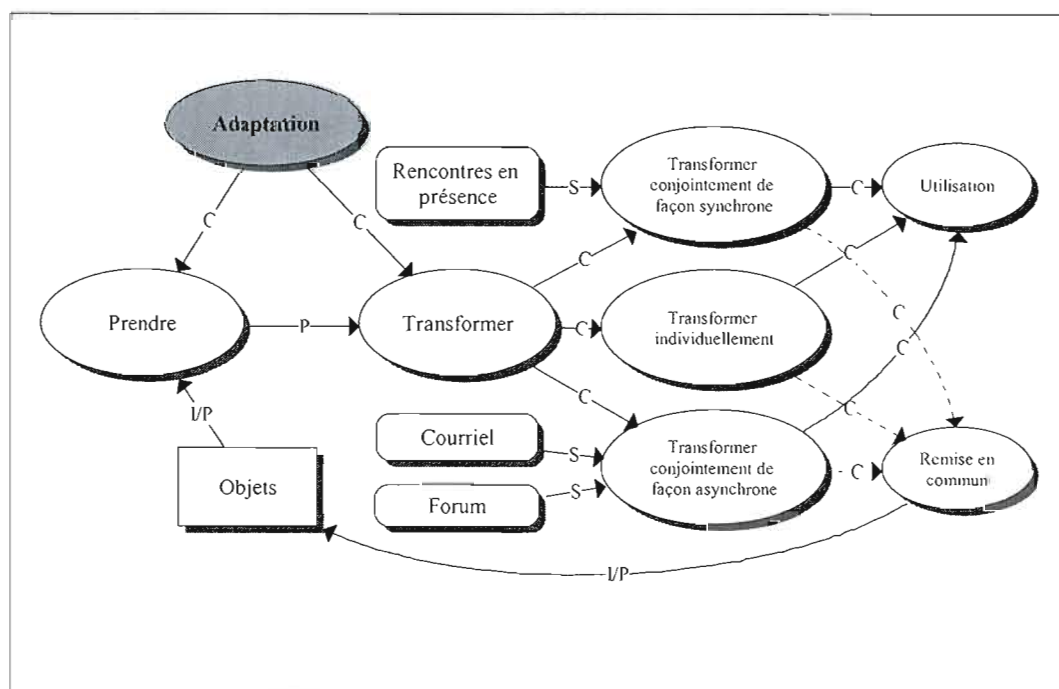 Adaptation
Rencontres en
présence
S
Transformer
conjointement de
façon synchrone
C
Utilisation
C
C
C
C
C
Prendre
P
Transformer
C
Transformer
individuellement
C
I/P
C
C
Objets
Courriel
S
Forum
S
Transformer
conjointement de
façon asynchrone
C
Remise en
commun
I/P